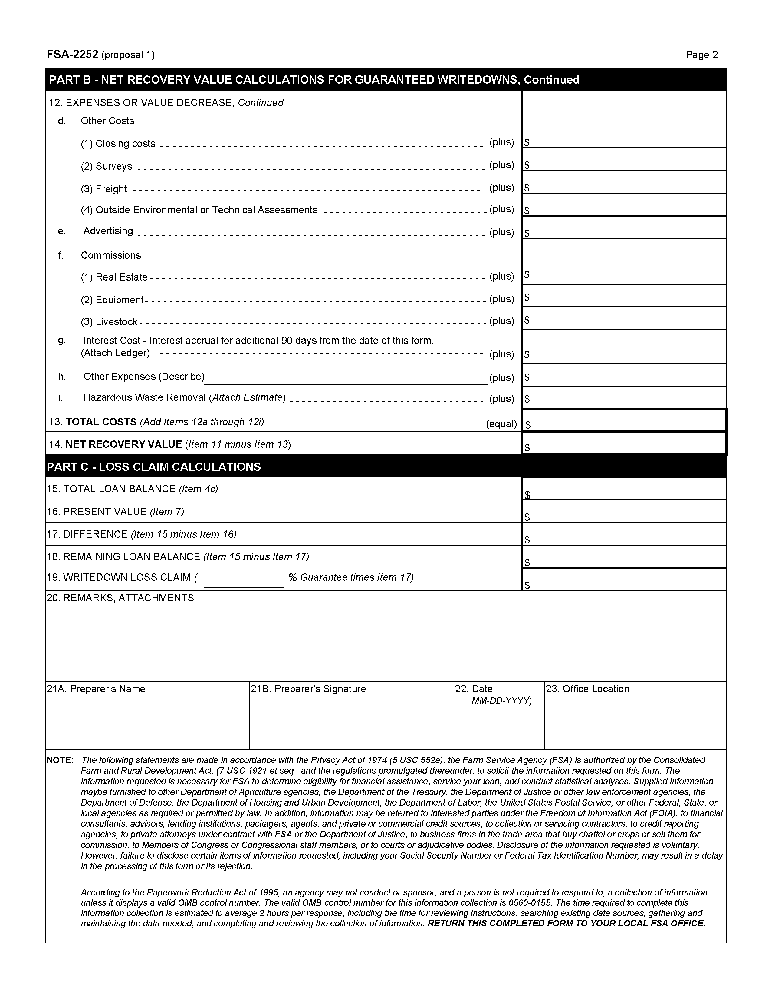 FSA-2252 (proposal 1) Page 2
PART B - NET RECOVERY VALUE CALCULATIONS FOR GUARANTEED WRITEDOWNS, Continued
12. EXPENSES OR VALUE DECREASE, Continued
d. Other Costs
(1) Closing costs (plus) $
(2) Surveys (plus) $
(3) Freight (plus) $
(4) Outside Environmental or Technical Assessments (plus) $
e. Advertising (plus) $
f. Commissions
(1) Real Estate (plus) $
(2) Equipment (plus) $
(3) Livestock (plus) $
g. Interest Cost - Interest accrual for additional 90 days from the date of this form.
(Attach Ledger) (plus) $
h. Other Expenses (Describe) (plus) $
i. Hazardous Waste Removal (Attach Estimate) (plus) $
13. TOTAL COSTS (Add Items 12a through 12i) (equal) $
14. NET RECOVERY VALUE (Item 11 minus Item 13) $
PART C - LOSS CLAIM CALCULATIONS
15. TOTAL LOAN BALANCE (Item 4c) $
16. PRESENT VALUE (Item 7) $
17. DIFFERENCE (Item 15 minus Item 16) $
18. REMAINING LOAN BALANCE (Item 15 minus Item 17) $
19. WRITEDOWN LOSS CLAIM ( % Guarantee times Item 17) $
20. REMARKS, ATTACHMENTS
21A. Preparer's Name 21B. Preparer's Signature 22. Date 23. Office Location
MM-DD-YYYY)
NOTE: The following statements are made in accordance with the Privacy Act of 1974 (5 USC 552a): the Farm Service Agency (FSA) is authorized by the Consolidated
Farm and Rural Development Act, (7 USC 1921 et seq , and the regulations promulgated thereunder, to solicit the information requested on this form. The
information requested is necessary for FSA to determine eligibility for financial assistance, service your loan, and conduct statistical analyses. Supplied information
maybe furnished to other Department of Agriculture agencies, the Department of the Treasury, the Department of Justice or other law enforcement agencies, the
Department of Defense, the Department of Housing and Urban Development, the Department of Labor, the United States Postal Service, or other Federal, State, or
local agencies as required or permitted by law. In addition, information may be referred to interested parties under the Freedom of Information Act (FOIA), to financial
consultants, advisors, lending institutions, packagers, agents, and private or commercial credit sources, to collection or servicing contractors, to credit reporting
agencies, to private attorneys under contract with FSA or the Department of Justice, to business firms in the trade area that buy chattel or crops or sell them for
commission, to Members of Congress or Congressional staff members, or to courts or adjudicative bodies. Disclosure of the information requested is voluntary.
However, failure to disclose certain items of information requested, including your Social Security Number or Federal Tax Identification Number, may result in a delay
in the processing of this form or its rejection.
According to the Paperwork Reduction Act of 1995, an agency may not conduct or sponsor, and a person is not required to respond to, a collection of information
unless it displays a valid OMB control number. The valid OMB control number for this information collection is 0560-0155. The time required to complete this
information collection is estimated to average 2 hours per response, including the time for reviewing instructions, searching existing data sources, gathering and
maintaining the data needed, and completing and reviewing the collection of information. RETURN THIS COMPLETED FORM TO YOUR LOCAL FSA OFFICE.